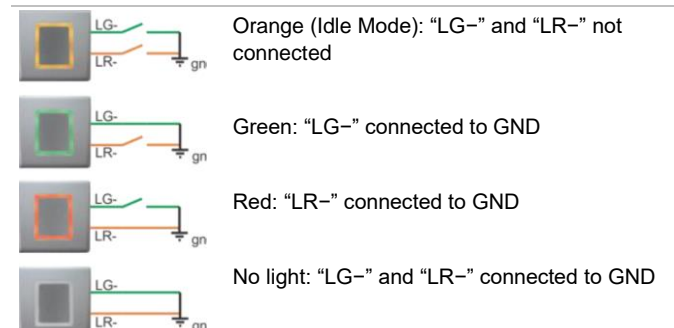 LG-
LR-
gn
Orange (Idle Mode): “LG−” and “LR−” not
connected
LG-
LR-
gn
Green: “LG−” connected to GND
LG-
LR-
gn
Red: “LR−” connected to GND
LG-
LR-
gn
No light: “LG−” and “LR−” connected to GND